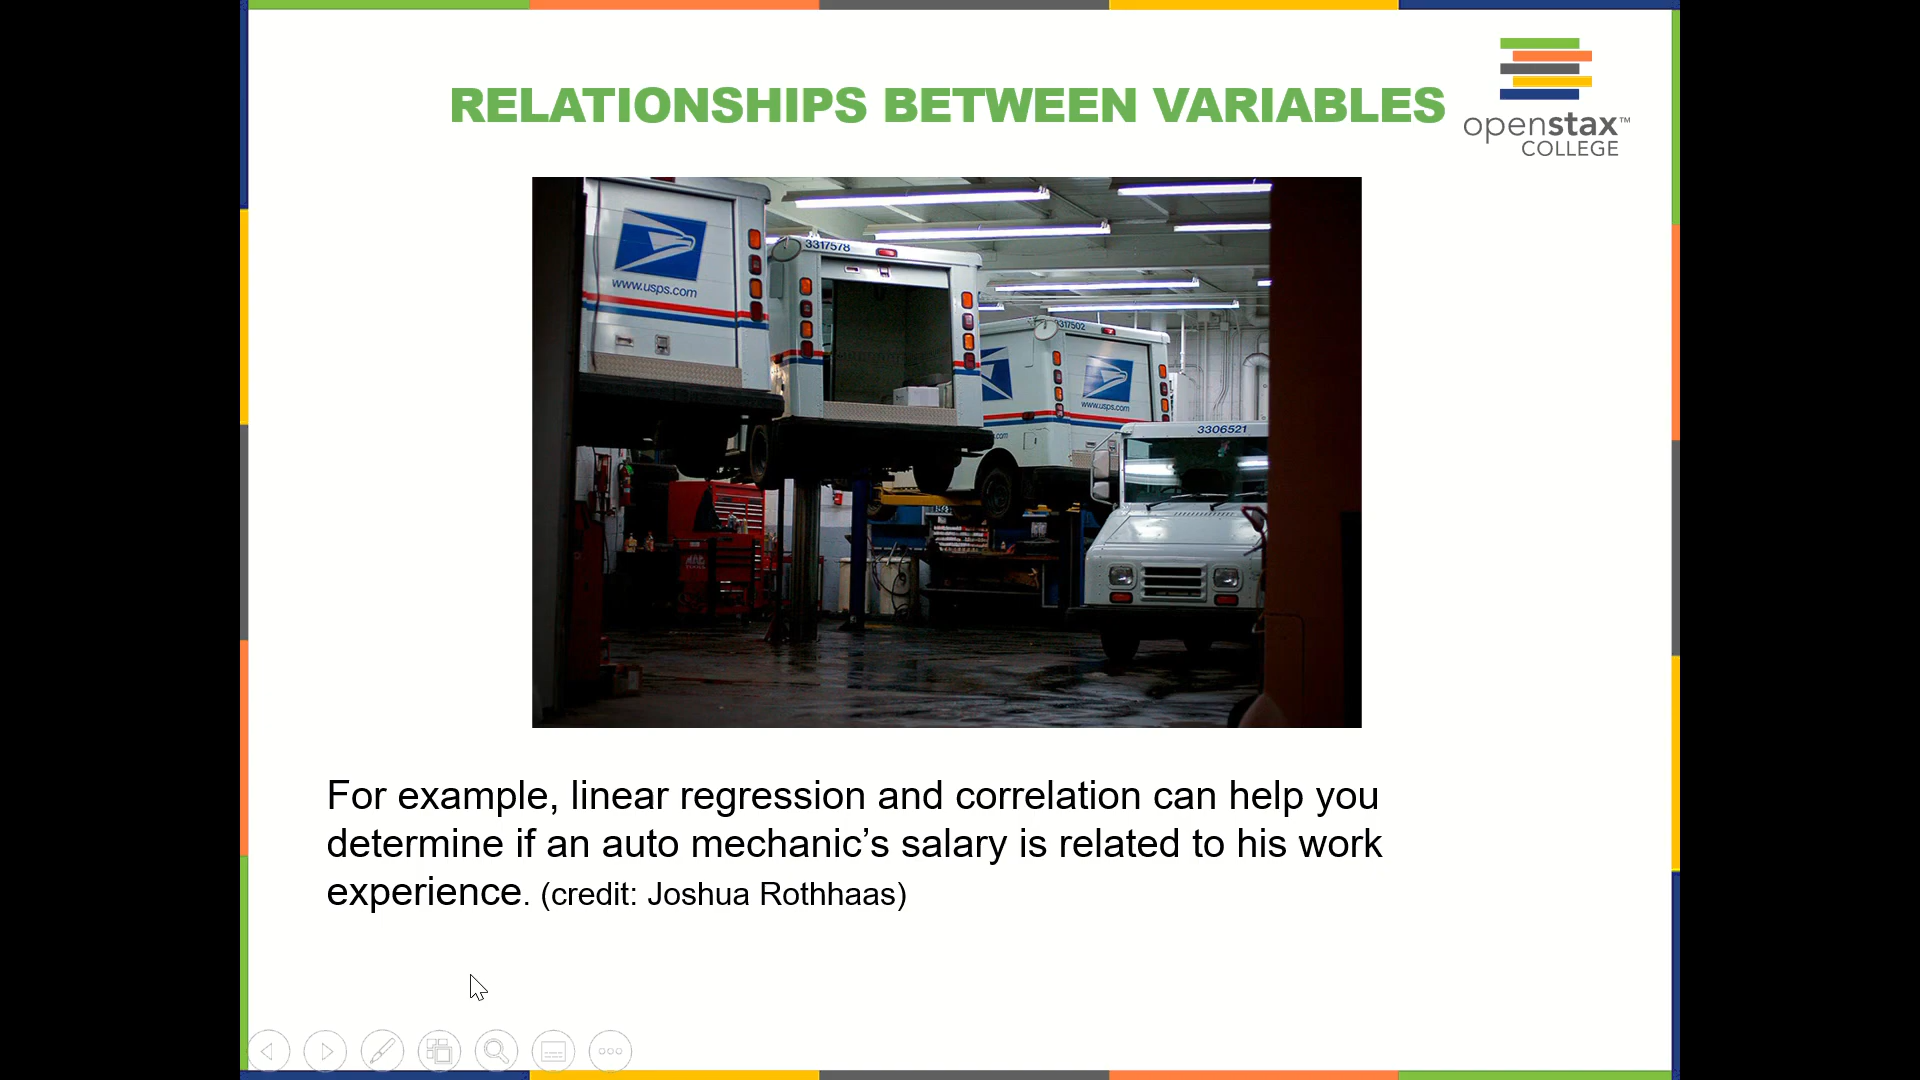 RELATIONSHIPS BETWEEN VARIABLES
openstax™
COLLEGE
www.usps.com
3317578
3317502
www.usps.com
3306521
For example, linear regression and correlation can help you
determine if an auto mechanic’s salary is related to his work
experience. (credit: Joshua Rothhaas)